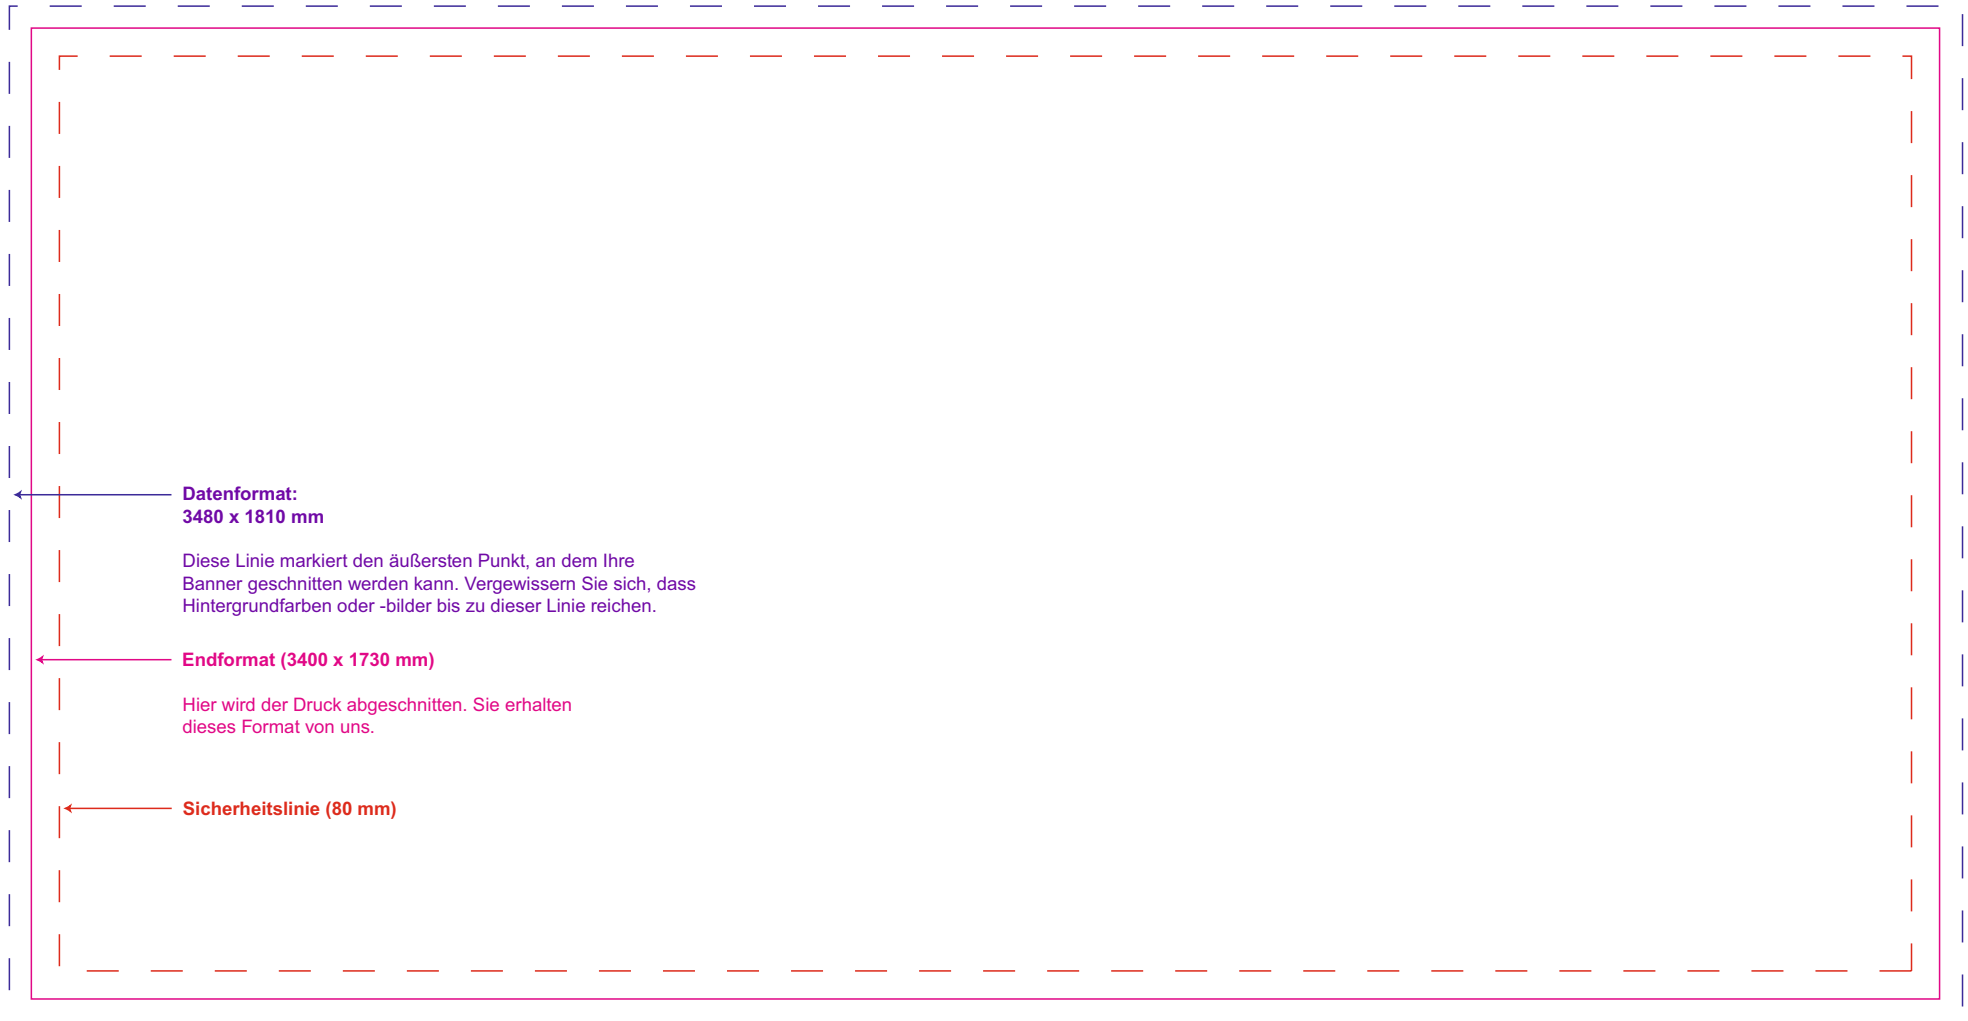 Datenformat:
3480 x 1810 mm
Diese Linie markiert den äußersten Punkt, an dem Ihre
Banner geschnitten werden kann. Vergewissern Sie sich, dass
Hintergrundfarben oder -bilder bis zu dieser Linie reichen.
Endformat (3400 x 1730 mm)
Hier wird der Druck abgeschnitten. Sie erhalten
dieses Format von uns.
Sicherheitslinie (80 mm)